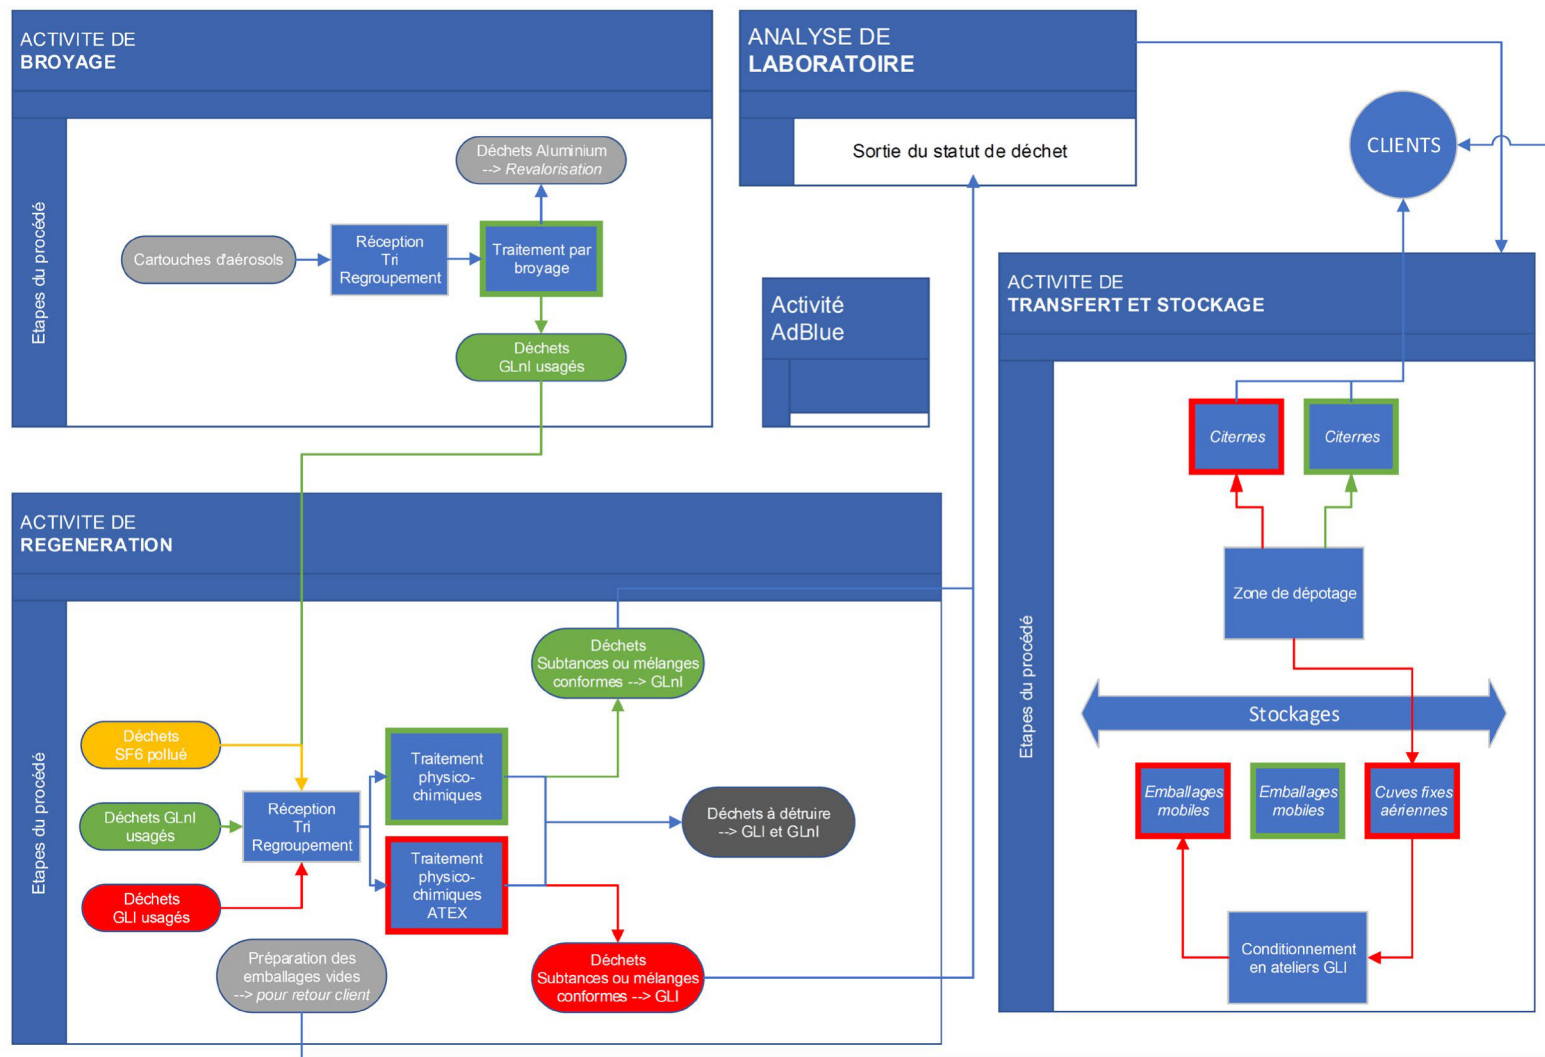 ACTIVITE DE
BROYAGE
Etapes du procédé
Déchets Aluminium
--> Revalorisation
Cartouches d'aérosols
Réception
Tri
Regroupement
Traitement par
broyage
Déchets
GLnI usagés
ANALYSE DE
LABORATOIRE
Sortie du statut de déchet
CLIENTS
Activité
AdBlue
ACTIVITE DE
TRANSFERT ET STOCKAGE
Etapes du procédé
Citernes
Citernes
Zone de dépotage
Stockages
Emballages
mobiles
Emballages
mobiles
Cuves fixes
aériennes
Conditionnement
en ateliers GLI
ACTIVITE DE
REGENERATION
Etapes du procédé
Déchets
Subtances ou mélanges
conformes --> GLnI
Déchets
SF6 pollué
Déchets GLnI
usagés
Déchets
GLI usagés
Réception
Tri
Regroupement
Traitement
physico-
chimiques
Traitement
physico-
chimiques
ATEX
Déchets à détruire
--> GLI et GLnI
Préparation des
emballages vides
--> pour retour client
Déchets
Subtances ou mélanges
conformes --> GLI